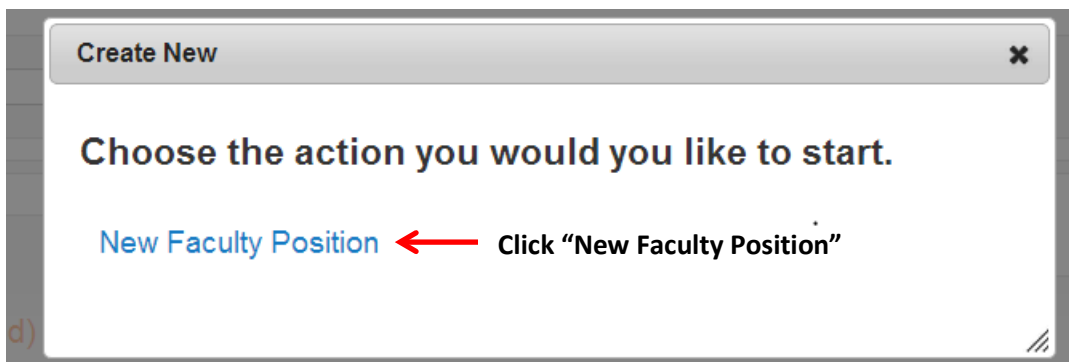 Create New
Choose the action you would you like to start.
New Faculty Position Click “New Faculty Position”
d)